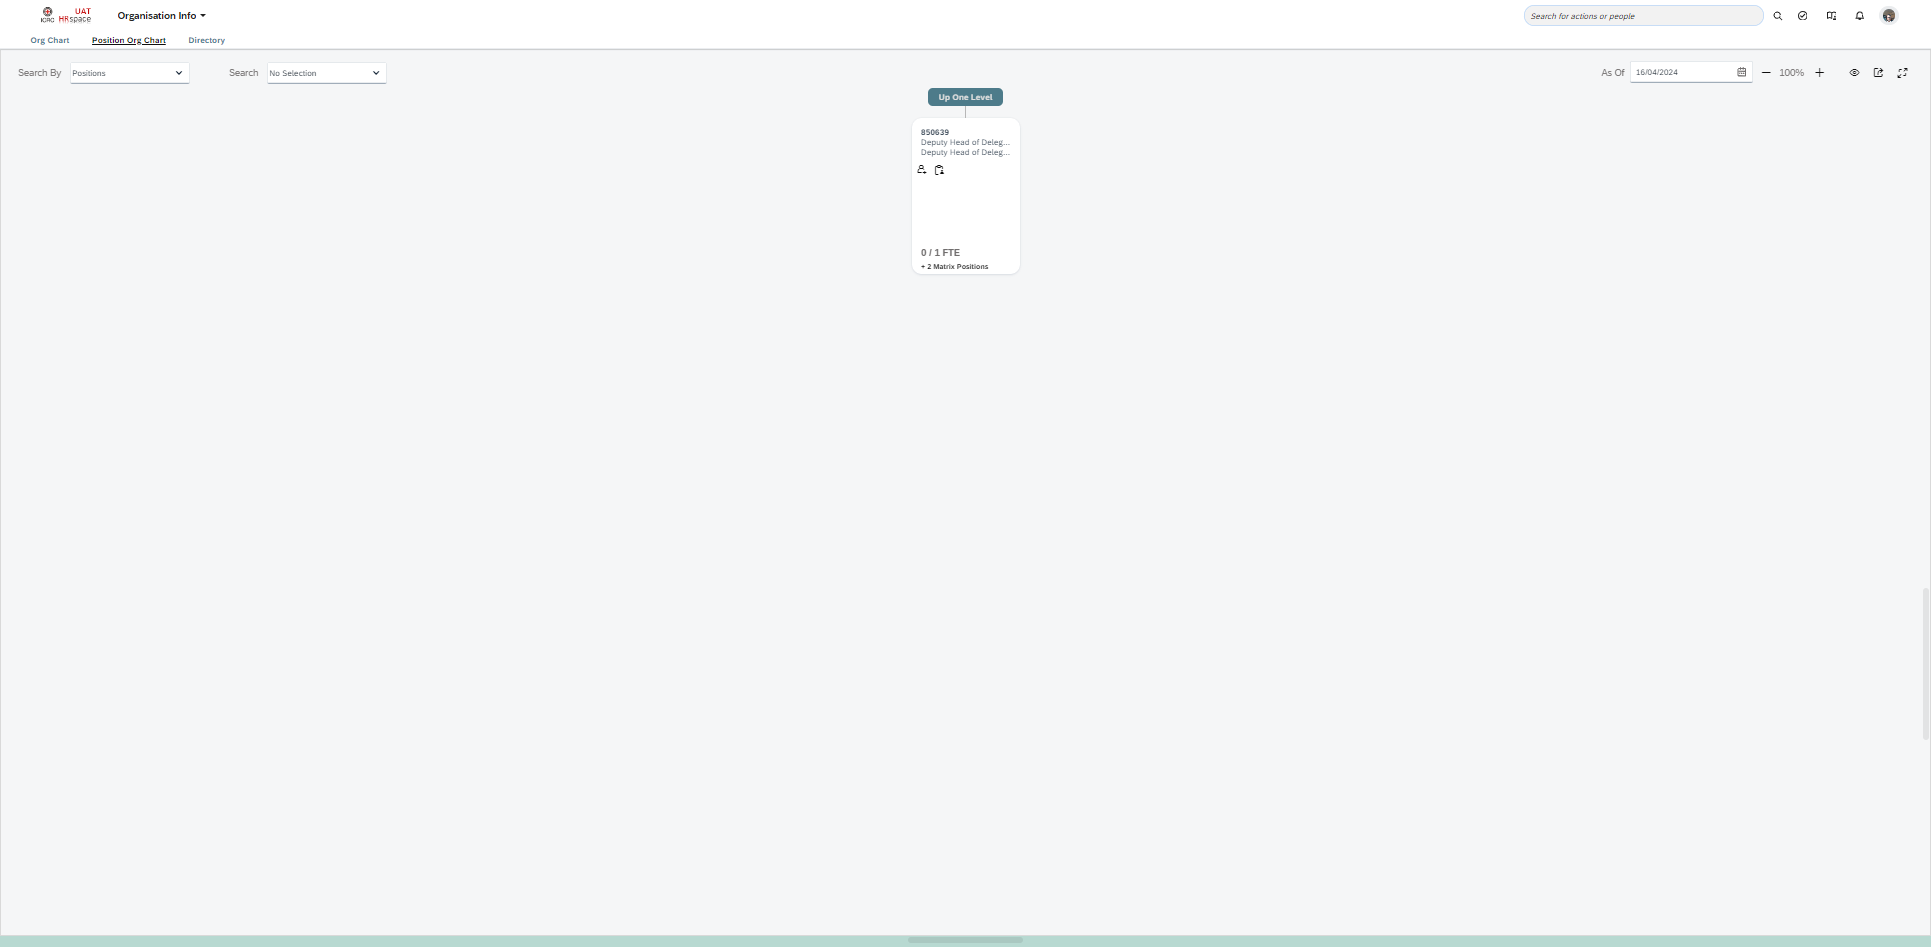 ICRC
UAT
HRspace
Organisation Info
Search for actions or people
Org Chart
Position Org Chart
Directory
Search By
Positions
Search
No Selection
As Of
16/04/2024
100%
Up One Level
850639
Deputy Head of Deleg...
Deputy Head of Deleg...
0 / 1 FTE
+ 2 Matrix Positions